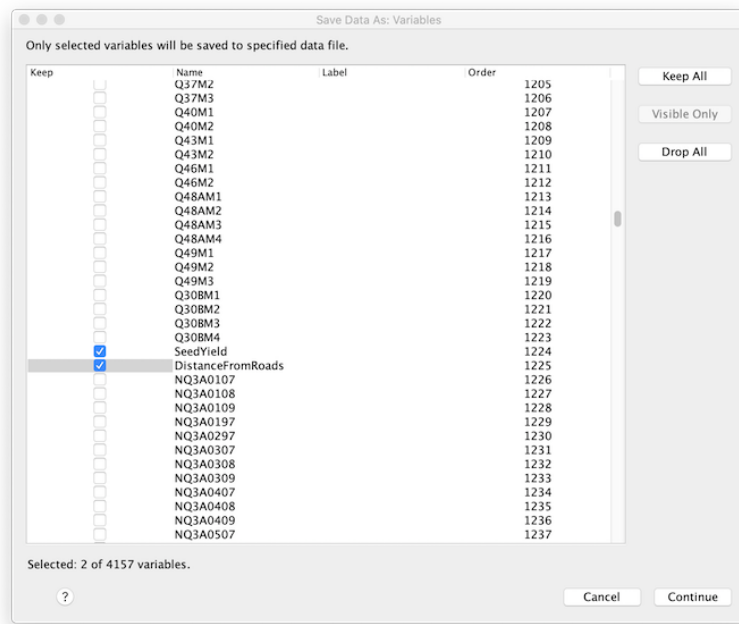 Save Data As: Variables
Only selected variables will be saved to specified data file.
Keep Name Label Order
Q37M2 1205
Q37M3 1206
Q40M1 1207
Q40M2 1208
Q43M1 1209
Q43M2 1210
Q46M1 1211
Q46M2 1212
Q48AM1 1213
Q48AM2 1214
Q48AM3 1215
Q48AM4 1216
Q49M1 1217
Q49M2 1218
Q49M3 1219
Q30BM1 1220
Q30BM2 1221
Q30BM3 1222
Q30BM4 1223
SeedYield 1224
DistanceFromRoads 1225
NQ3A0107 1226
NQ3A0108 1227
NQ3A0109 1228
NQ3A0197 1229
NQ3A0297 1230
NQ3A0307 1231
NQ3A0308 1232
NQ3A0309 1233
NQ3A0407 1234
NQ3A0408 1235
NQ3A0409 1236
NQ3A0507 1237
Keep All
Visible Only
Drop All
Selected: 2 of 4157 variables.
?
Cancel
Continue